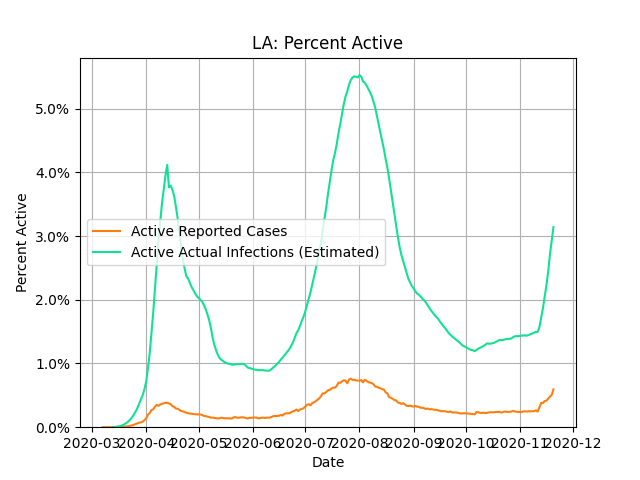 LA: Percent Active
5.0%
4.0%
3.0%
2.0%
1.0%
0.0%
Percent Active
Active Reported Cases
Active Actual Infections (Estimated)
2020-03 2020-04 2020-05 2020-06 2020-07 2020-08 2020-09 2020-10 2020-11 2020-12
Date